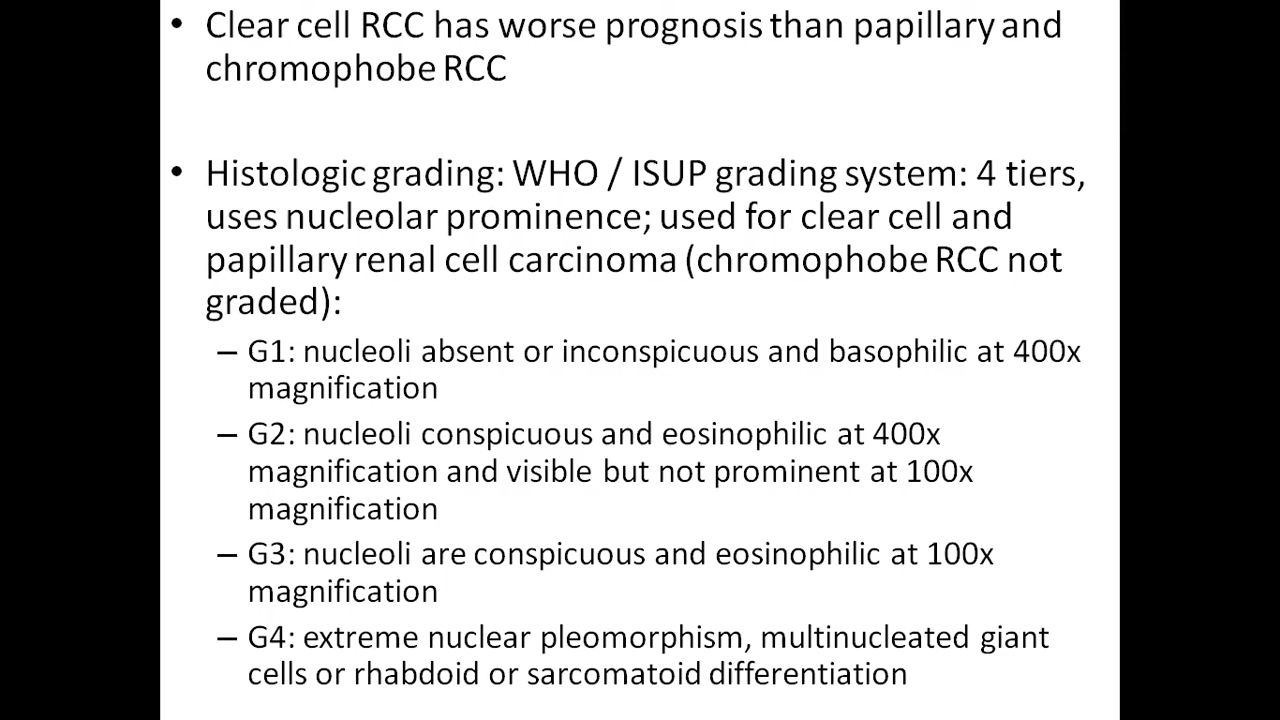 • Clear cell RCC has worse prognosis than papillary and
chromophobe RCC
• Histologic grading: WHO / ISUP grading system: 4 tiers,
uses nucleolar prominence; used for clear cell and
papillary renal cell carcinoma (chromophobe RCC not
graded):
– G1: nucleoli absent or inconspicuous and basophilic at 400x
magnification
– G2: nucleoli conspicuous and eosinophilic at 400x
magnification and visible but not prominent at 100x
magnification
– G3: nucleoli are conspicuous and eosinophilic at 100x
magnification
– G4: extreme nuclear pleomorphism, multinucleated giant
cells or rhabdoid or sarcomatoid differentiation